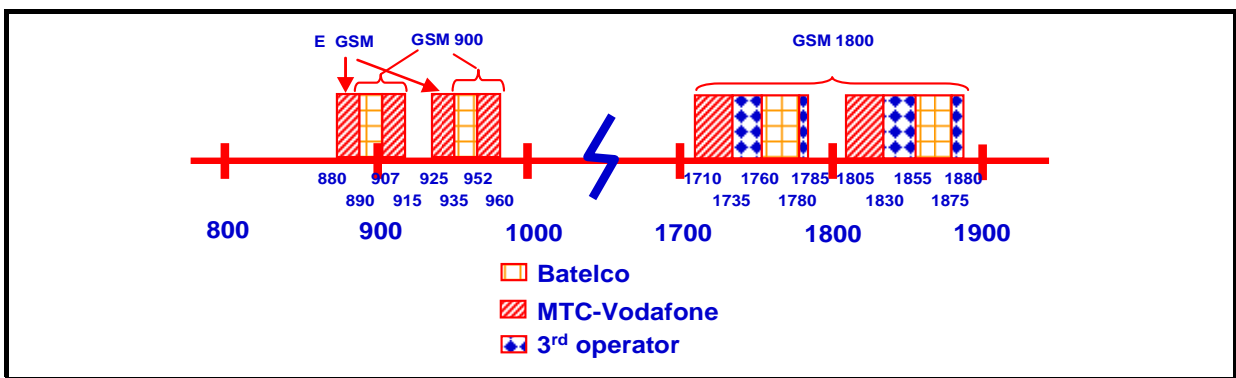 E GSM GSM 900 GSM 1800
880 907 925 952 1710 1760 1785 1805 1855 1880
890 915 935 960 1735 1780 1830 1875
800 900 1000 1700 1800 1900
Batelco
MTC-Vodafone
3rd operator